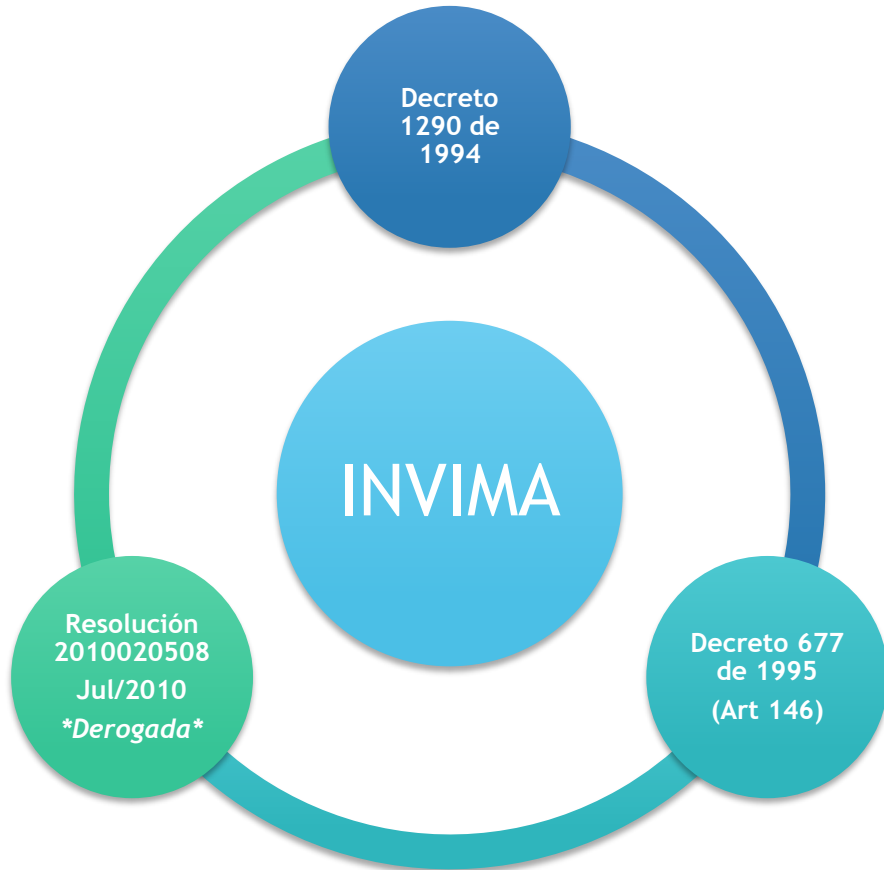 Decreto
1290 de
1994
INVIMA
Resolución
2010020508
Jul/2010
*Derogada*
Decreto 677
de 1995
(Art 146)